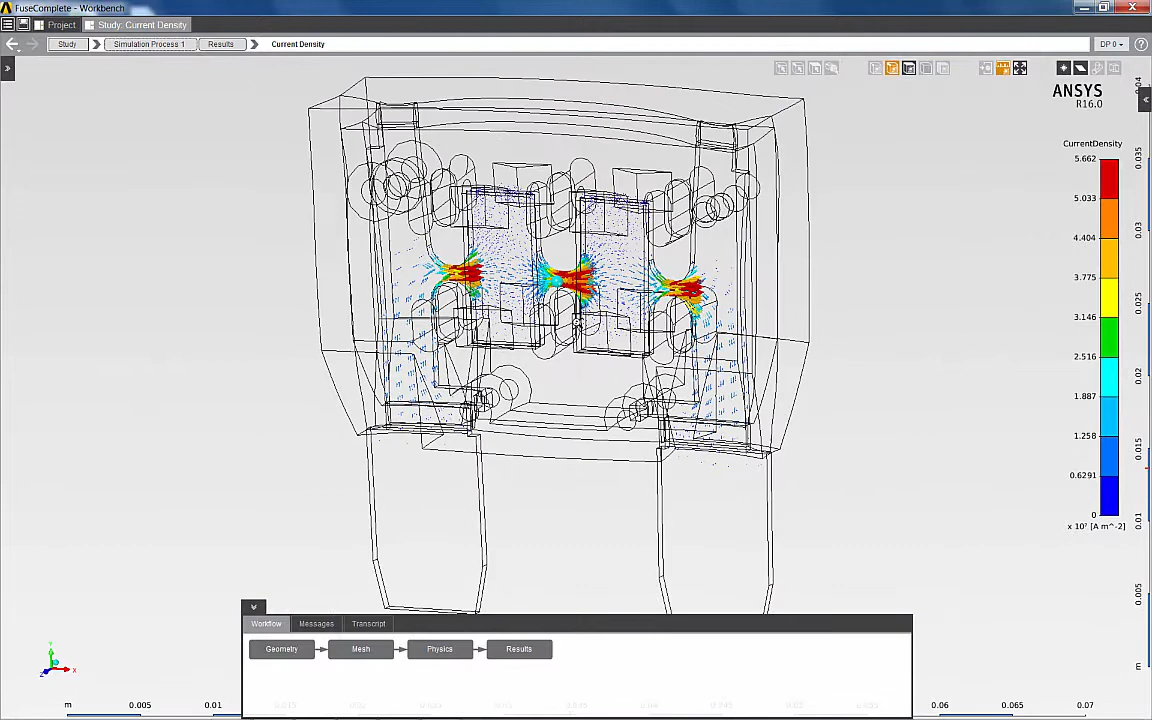 FuseComplete - Workbench
Project
Study: Current Density
Study
Simulation Process 1
Results
Current Density
DP 0
ANSYS
R16.0
CurrentDensity
5.662
5.033
4.404
3.775
3.146
2.516
1.887
1.258
0.6291
0
x 10⁷ [A m^-2]
0.04
0.035
0.03
0.025
0.02
0.015
0.01
0.005
m
Workflow
Messages
Transcript
Geometry
Mesh
Physics
Results
Y
X
Z
m
0.005
0.01
0.06
0.065
0.07